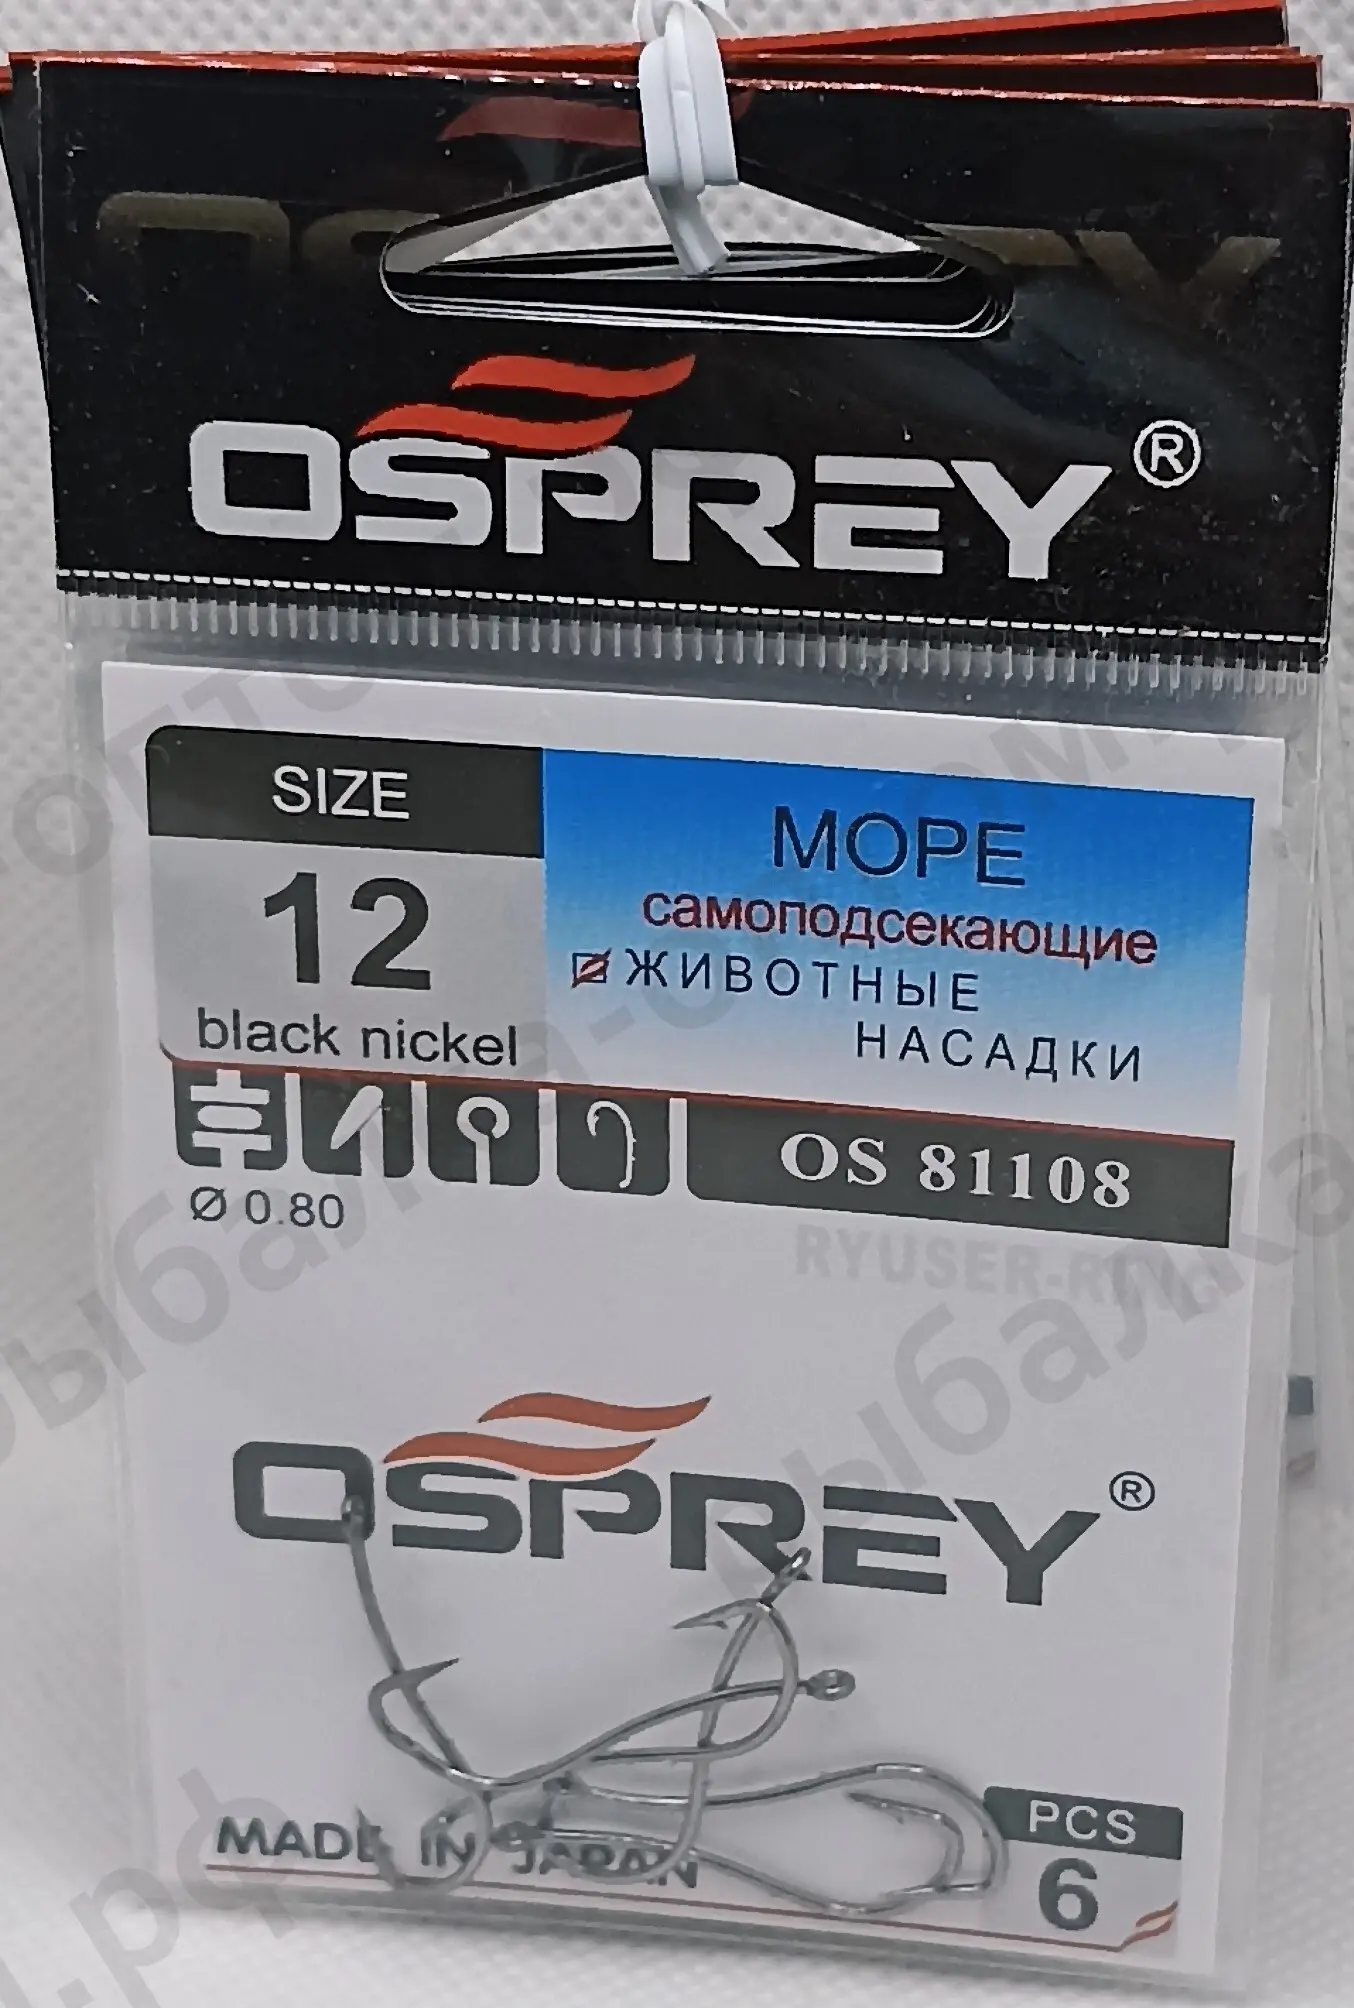 OSPREY®
SIZE
12
black nickel
МОРЕ
самоподсекающие
ЖИВОТНЫЕ
НАСАДКИ
OS 81108
Ø 0.80
OSPREY®
MADE IN JAPAN
PCS
6